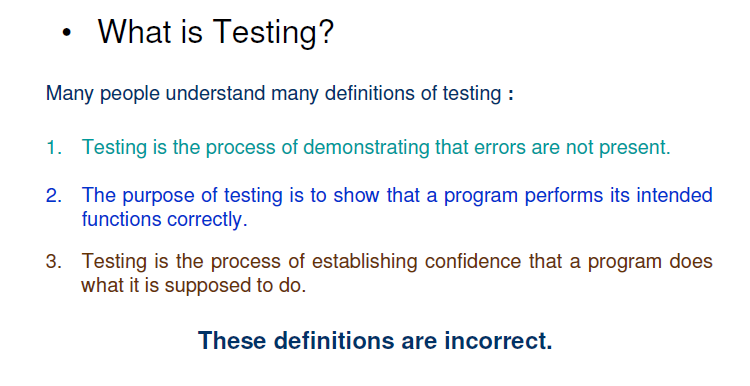 • What is Testing?
Many people understand many definitions of testing :
1. Testing is the process of demonstrating that errors are not present.
2. The purpose of testing is to show that a program performs its intended
functions correctly.
3. Testing is the process of establishing confidence that a program does
what it is supposed to do.
These definitions are incorrect.